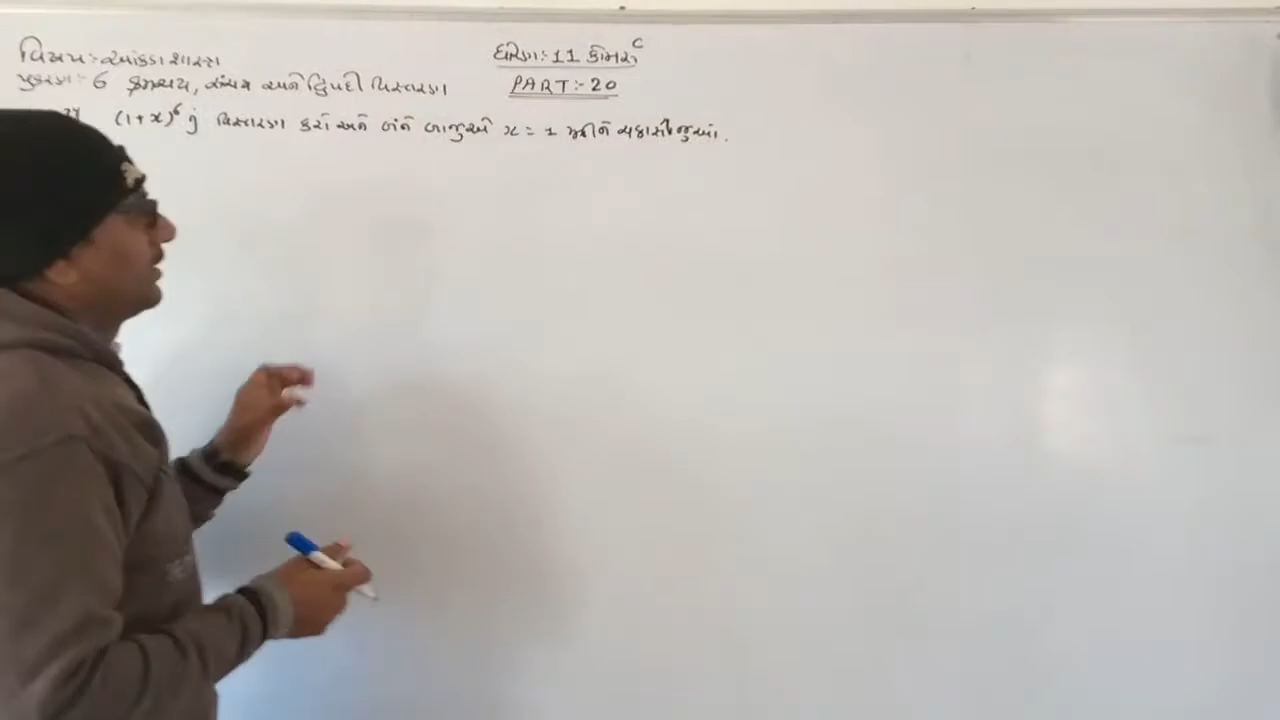 વિષય:- આંકડાશાસ્ત્ર
ધોરણ:- 11 કોમર્સ
પ્રકરણ:- 6 ક્રમચય, સંચય અને દ્વિપદી વિસ્તરણ
PART:- 20
(1+x)⁶ નું વિસ્તરણ કરો અને બંને બાજુએ x = 1 મૂકીને ચકાસી જુઓ.